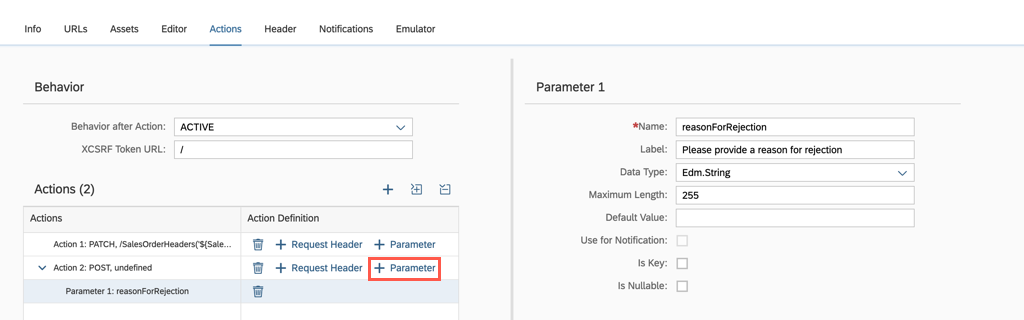 Info URLs Assets Editor Actions Header Notifications Emulator
Behavior
Behavior after Action: ACTIVE
XCSRF Token URL: /
Actions (2)
Actions Action Definition
Action 1: PATCH, /SalesOrderHeaders('${Sale... Request Header Parameter
Action 2: POST, undefined Request Header Parameter
Parameter 1: reasonForRejection
Parameter 1
*Name: reasonForRejection
Label: Please provide a reason for rejection
Data Type: Edm.String
Maximum Length: 255
Default Value:
Use for Notification:
Is Key:
Is Nullable: